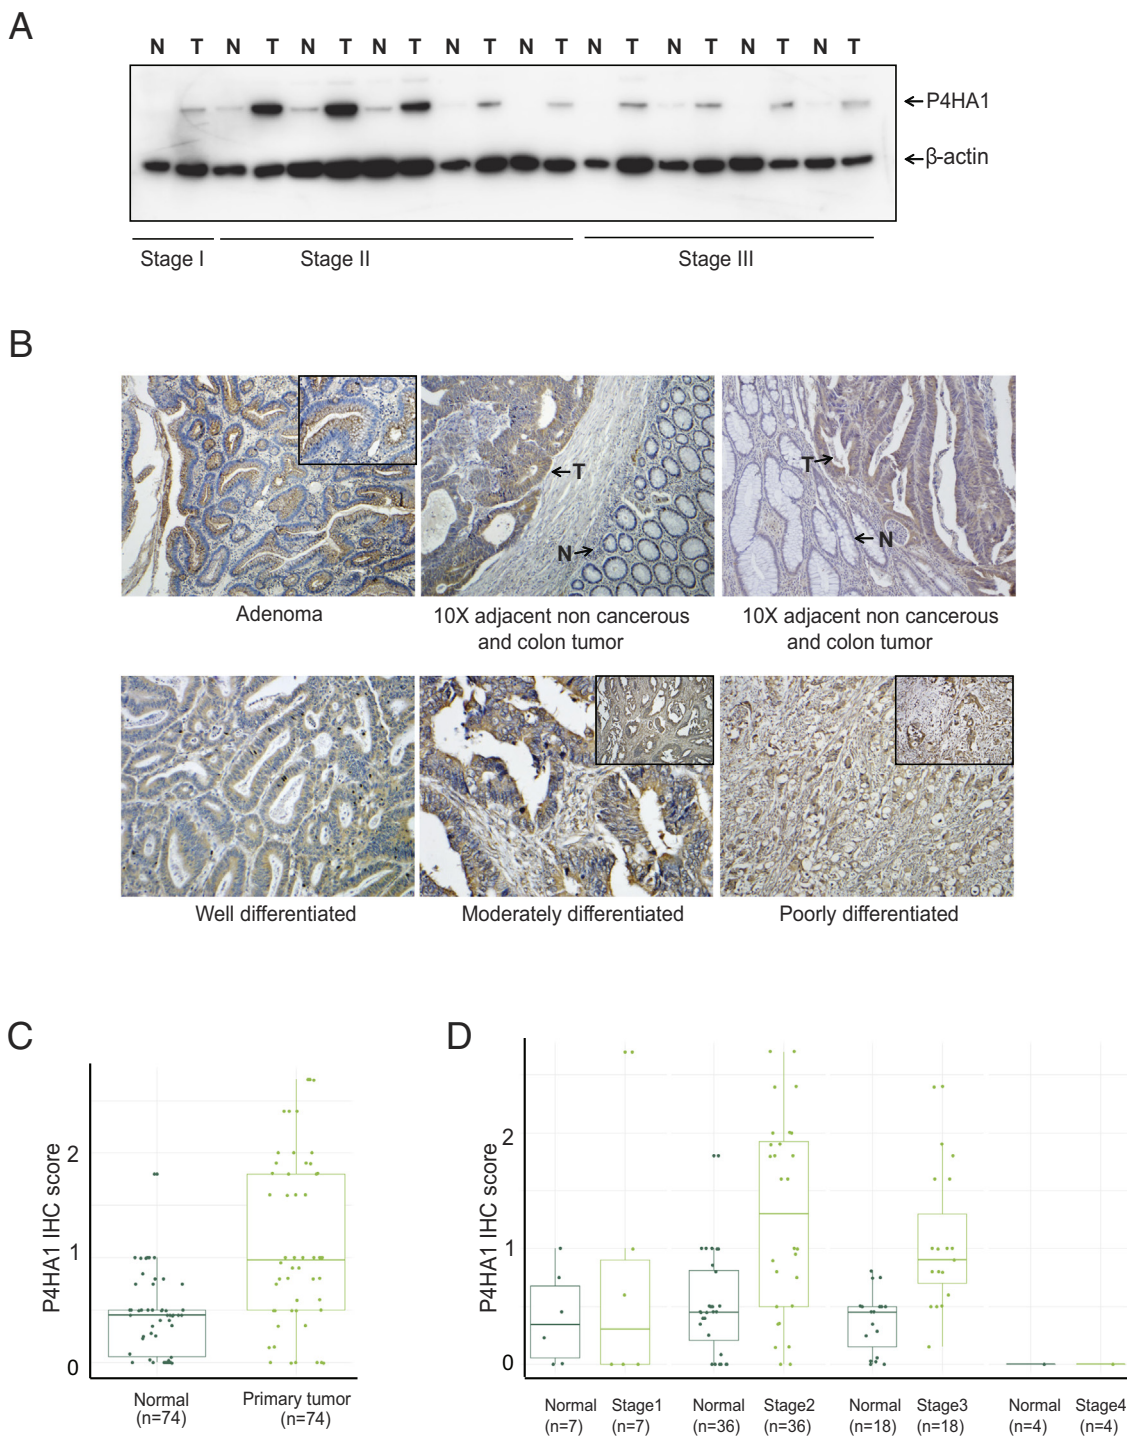 A
N T N T N T N T N T N T N T N T N T N T
P4HA1
β-actin
Stage I
Stage II
Stage III
B
T
N
T
N
Adenoma
10X adjacent non cancerous
and colon tumor
10X adjacent non cancerous
and colon tumor
Well differentiated
Moderately differentiated
Poorly differentiated
C
P4HA1 IHC score
2
1
0
Normal
(n=74)
Primary tumor
(n=74)
D
P4HA1 IHC score
2
1
0
Normal
(n=7)
Stage1
(n=7)
Normal
(n=36)
Stage2
(n=36)
Normal
(n=18)
Stage3
(n=18)
Normal
(n=4)
Stage4
(n=4)